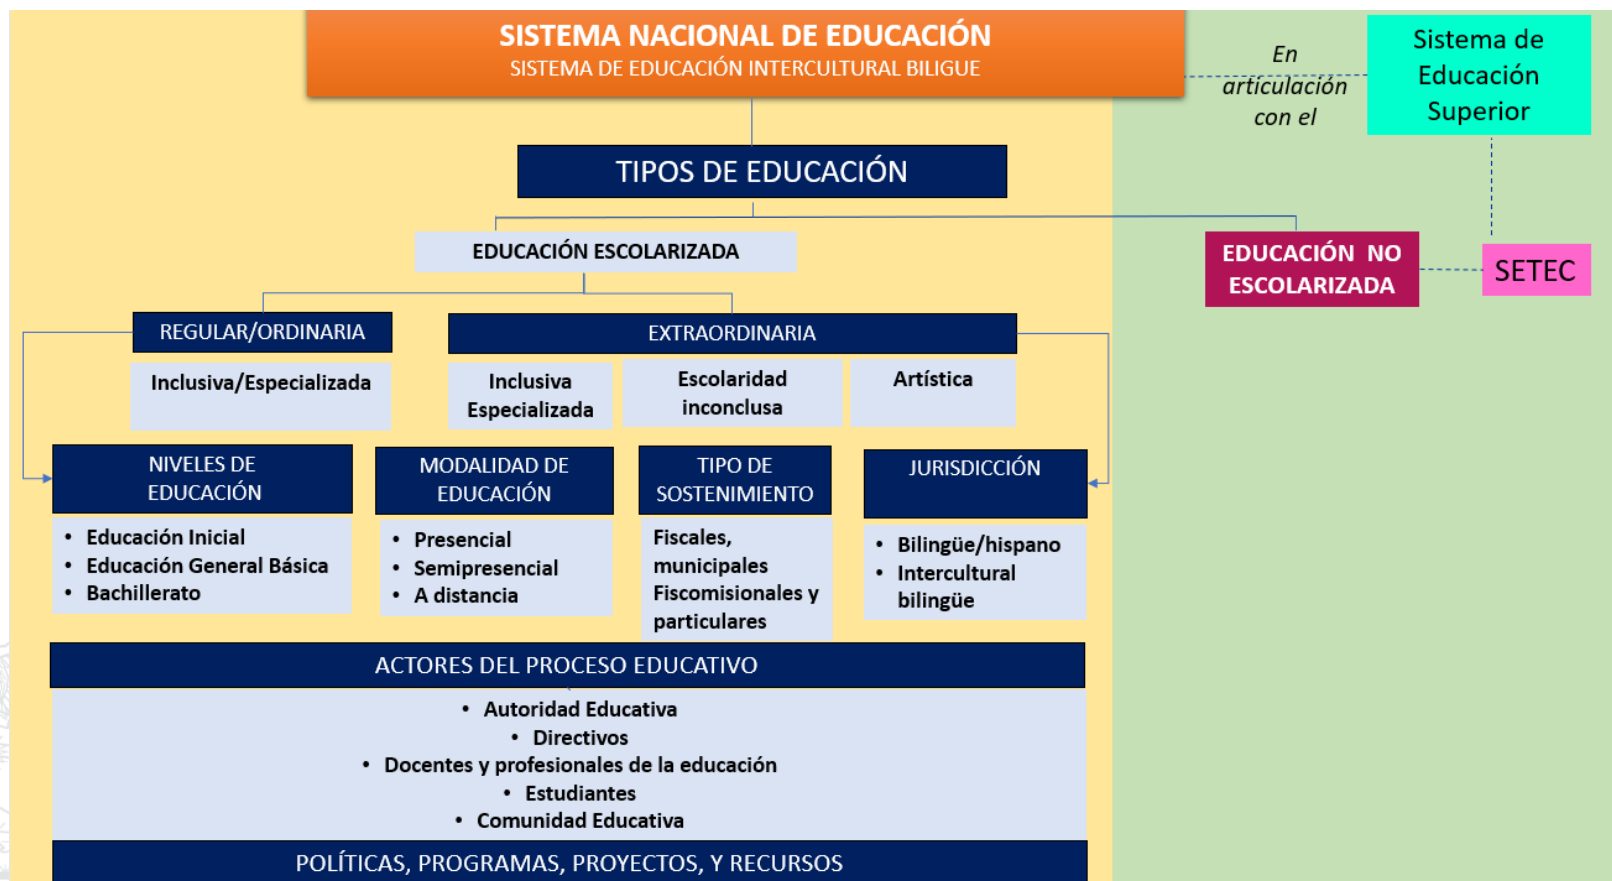 SISTEMA NACIONAL DE EDUCACIÓN
SISTEMA DE EDUCACIÓN INTERCULTURAL BILIGUE
En
articulación
con el
Sistema de
Educación
Superior
TIPOS DE EDUCACIÓN
EDUCACIÓN ESCOLARIZADA
EDUCACIÓN NO
ESCOLARIZADA
SETEC
REGULAR/ORDINARIA
EXTRAORDINARIA
Inclusiva/Especializada
Inclusiva
Especializada
Escolaridad
inconclusa
Artística
NIVELES DE
EDUCACIÓN
• Educación Inicial
• Educación General Básica
• Bachillerato
MODALIDAD DE
EDUCACIÓN
• Presencial
• Semipresencial
• A distancia
TIPO DE
SOSTENIMIENTO
Fiscales,
municipales
Fiscomisionales y
particulares
JURISDICCIÓN
• Bilingüe/hispano
• Intercultural
bilingüe
ACTORES DEL PROCESO EDUCATIVO
• Autoridad Educativa
• Directivos
• Docentes y profesionales de la educación
• Estudiantes
• Comunidad Educativa
POLÍTICAS, PROGRAMAS, PROYECTOS, Y RECURSOS